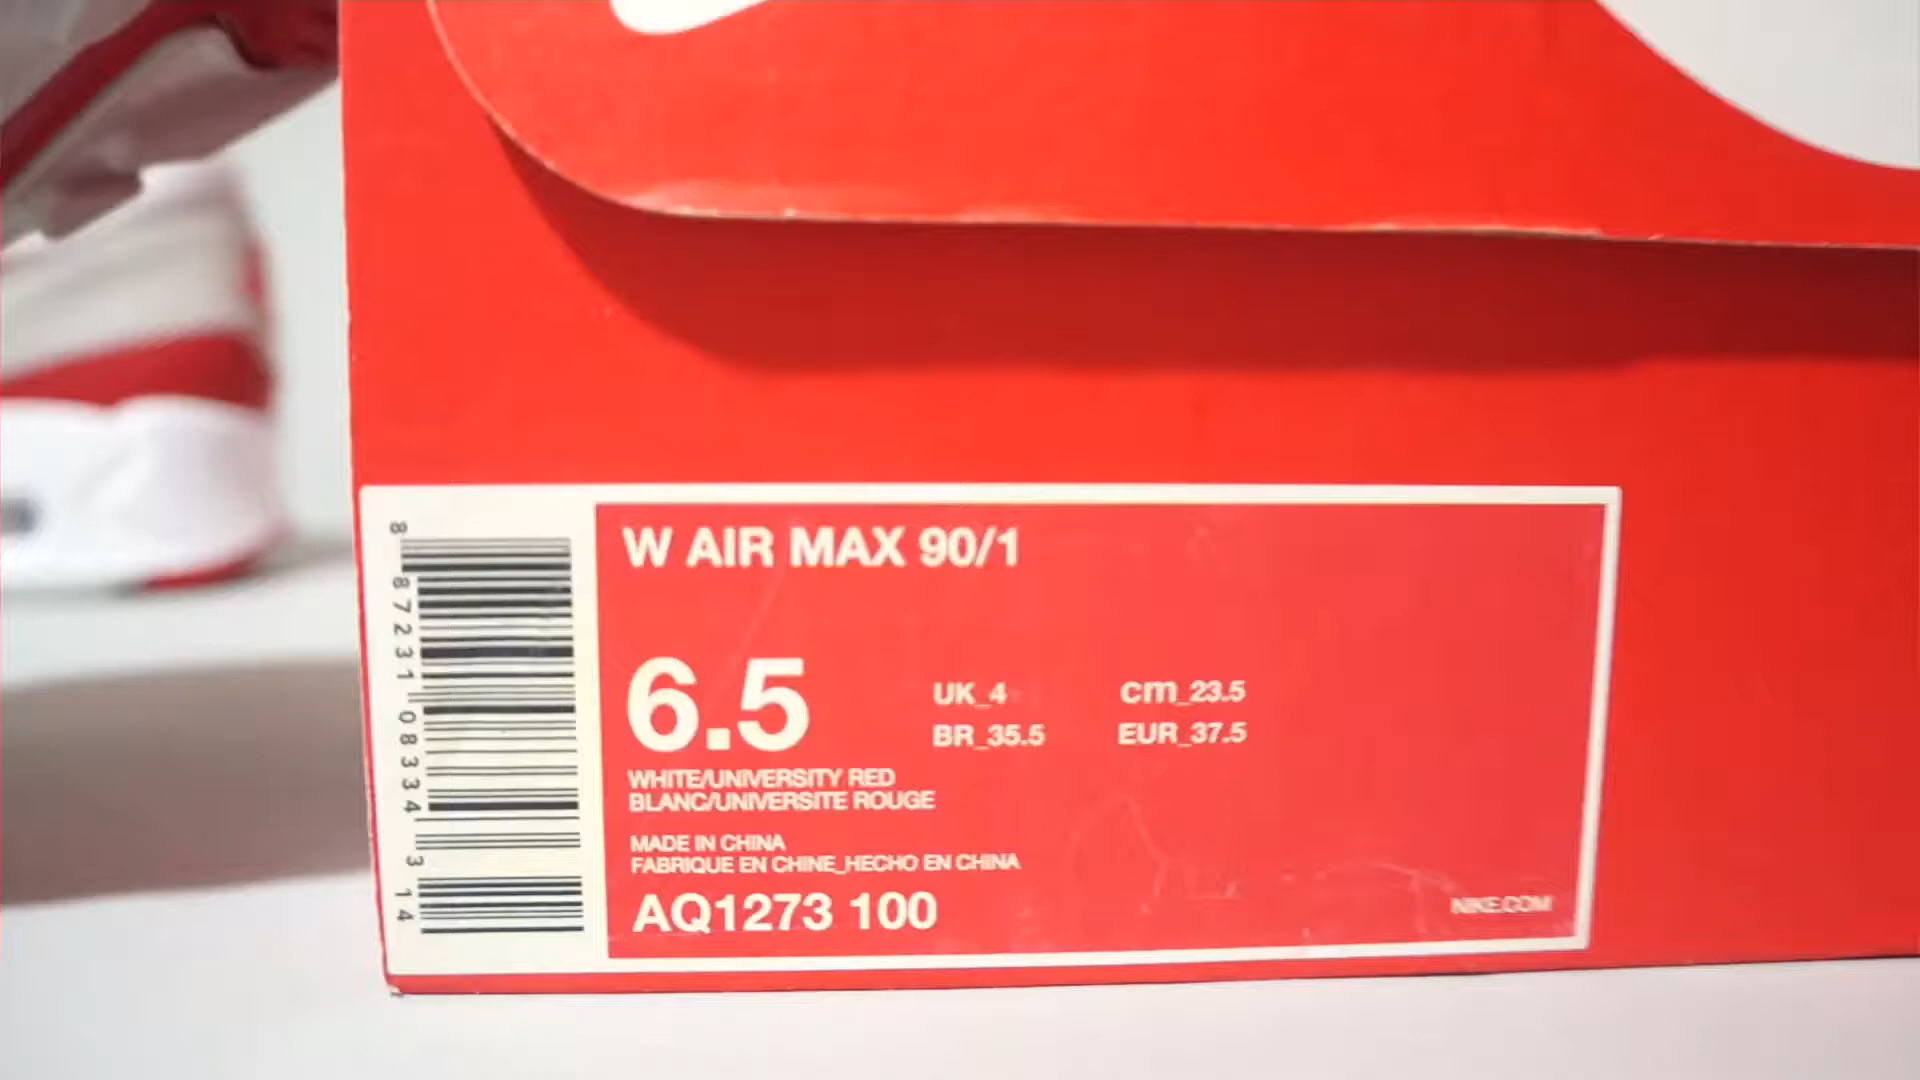 W AIR MAX 90/1
6.5
UK_4
cm_23.5
BR_35.5
EUR_37.5
WHITE/UNIVERSITY RED
BLANC/UNIVERSITE ROUGE
MADE IN CHINA
FABRIQUE EN CHINE_HECHO EN CHINA
AQ1273 100
NIKE.COM
8 87231 08334 3 14